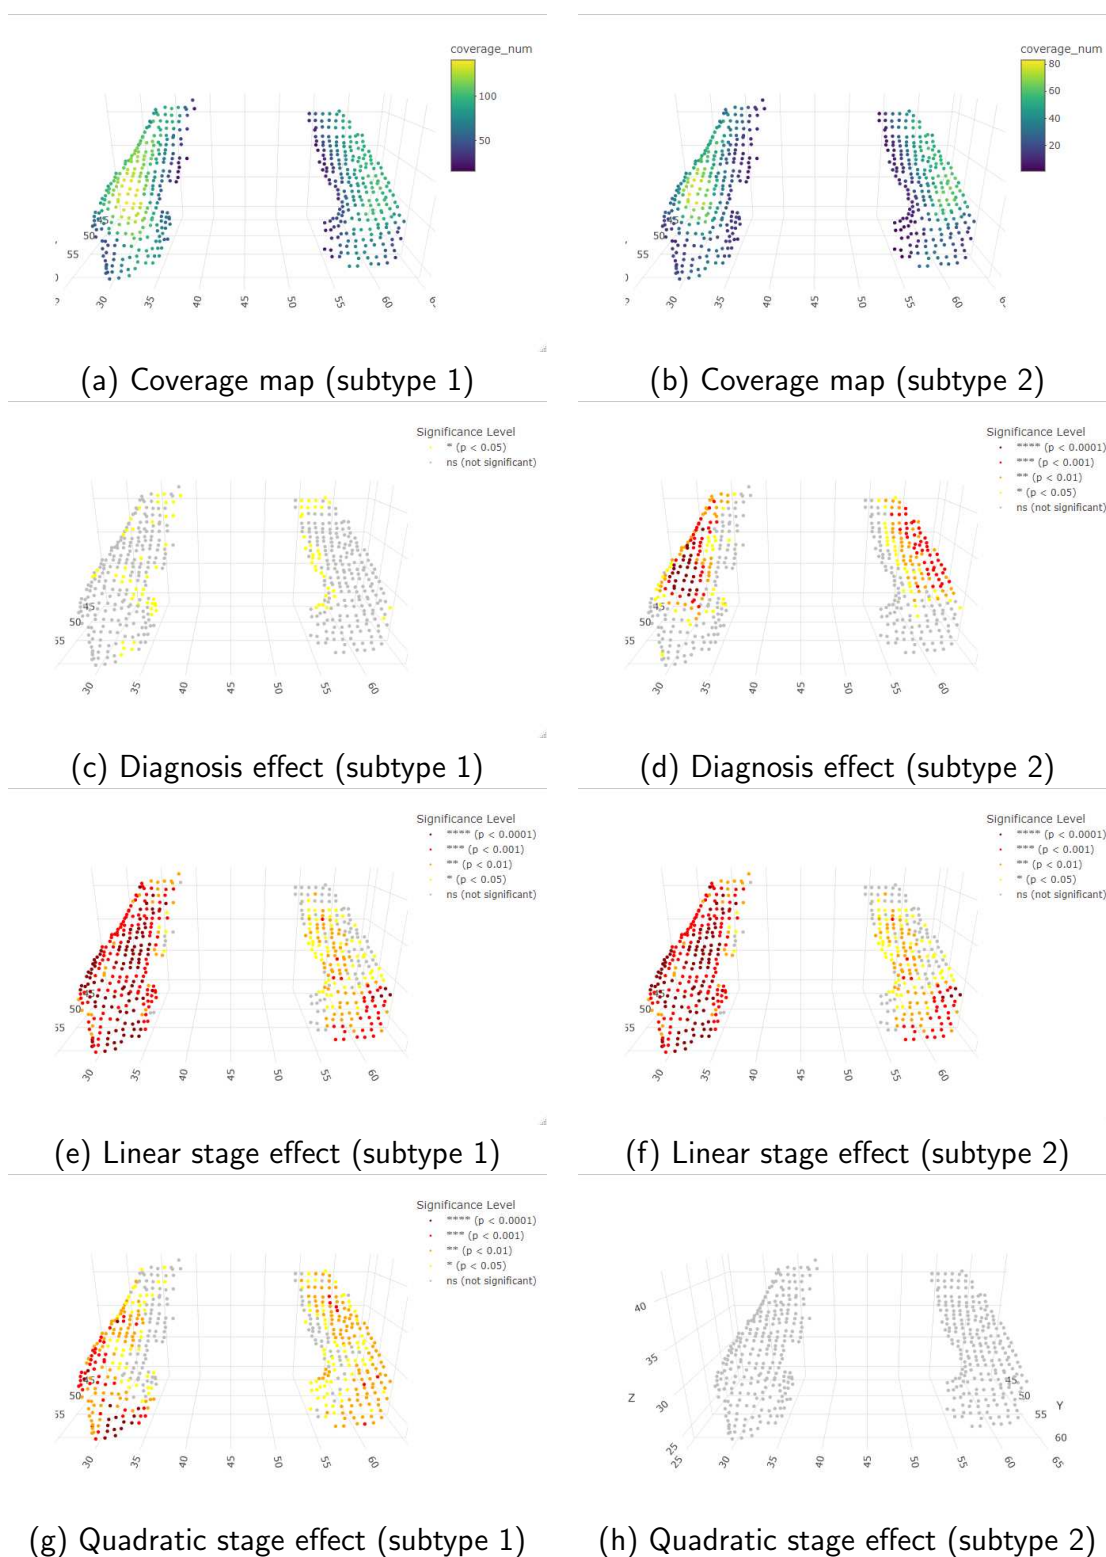 coverage_num
100
50
45
50
55
30
35
40
45
50
55
60
coverage_num
80
60
40
20
45
50
55
30
35
40
45
50
55
60
(a) Coverage map (subtype 1)
(b) Coverage map (subtype 2)
Significance Level
* (p < 0.05)
ns (not significant)
45
50
55
30
35
40
45
50
55
60
Significance Level
**** (p < 0.0001)
*** (p < 0.001)
** (p < 0.01)
* (p < 0.05)
ns (not significant)
45
50
55
30
35
40
45
50
55
60
(c) Diagnosis effect (subtype 1)
(d) Diagnosis effect (subtype 2)
Significance Level
**** (p < 0.0001)
*** (p < 0.001)
** (p < 0.01)
* (p < 0.05)
ns (not significant)
45
50
55
30
35
40
45
50
55
60
Significance Level
**** (p < 0.0001)
*** (p < 0.001)
** (p < 0.01)
* (p < 0.05)
ns (not significant)
45
50
55
30
35
40
45
50
55
60
(e) Linear stage effect (subtype 1)
(f) Linear stage effect (subtype 2)
Significance Level
**** (p < 0.0001)
*** (p < 0.001)
** (p < 0.01)
* (p < 0.05)
ns (not significant)
45
50
55
30
35
40
45
50
55
60
40
35
Z
30
25
25
30
35
40
45
50
55
60
65
45
50
Y
55
60
(g) Quadratic stage effect (subtype 1)
(h) Quadratic stage effect (subtype 2)